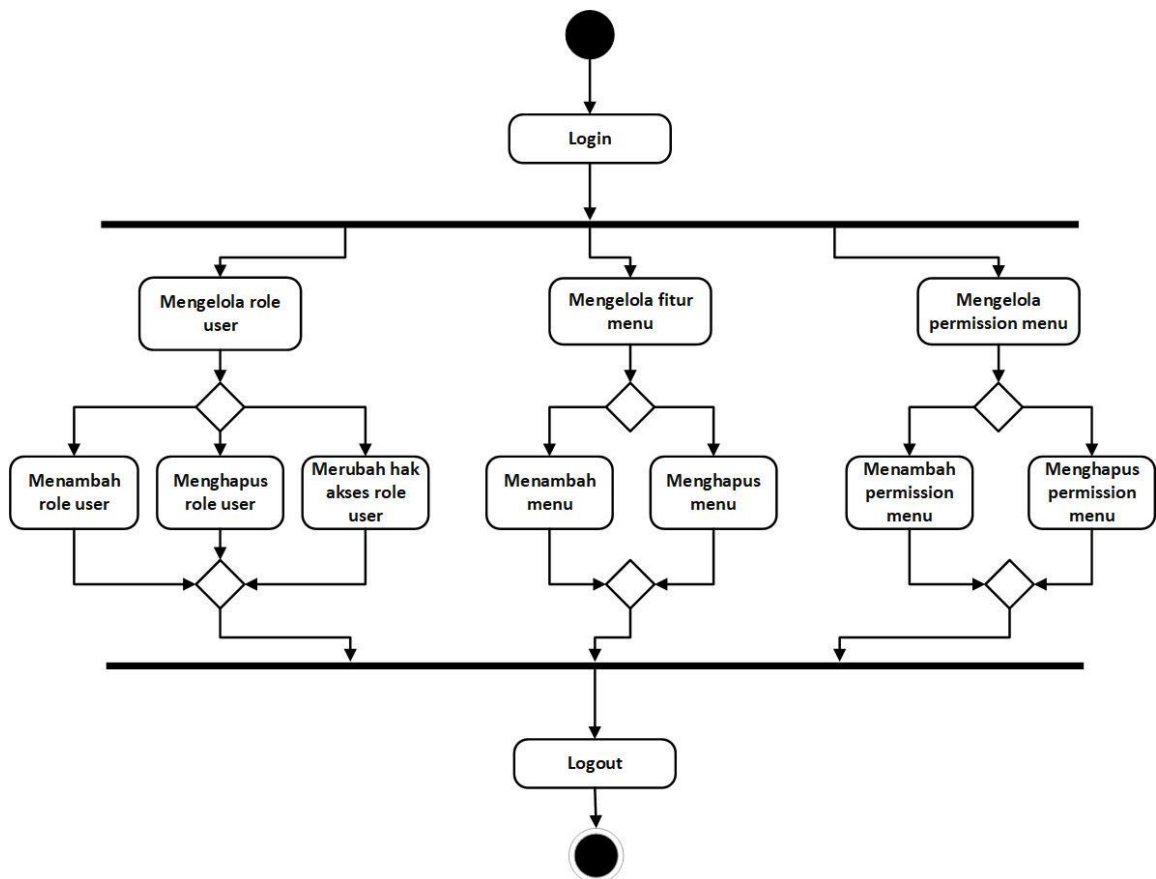 Login
Mengelola role
user
Mengelola fitur
menu
Mengelola
permission menu
Menambah
role user
Menghapus
role user
Merubah hak
akses role
user
Menambah
menu
Menghapus
menu
Menambah
permission
menu
Menghapus
permission
menu
Logout